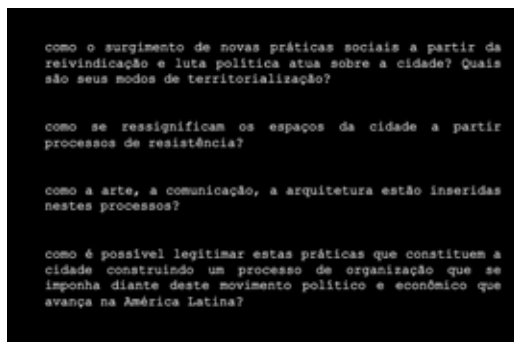 como o surgimento de novas práticas sociais a partir da
reivindicação e luta política atua sobre a cidade? Quais
são seus modos de territorialização?
como se ressignificam os espaços da cidade a partir
processos de resistência?
como a arte, a comunicação, a arquitetura estão inseridas
nestes processos?
como é possível legitimar estas práticas que constituem a
cidade construindo um processo de organização que se
imponha diante deste movimento político e econômico que
avança na América Latina?